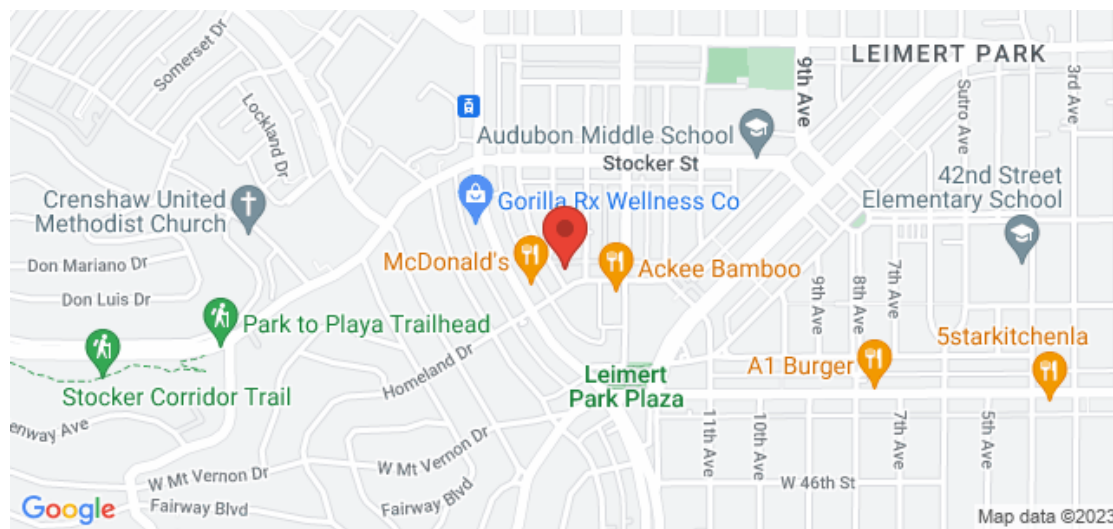 Somerset Dr
Lockland Dr
LEIMERT PARK
9th Ave
Sutro Ave
3rd Ave
Audubon Middle School
Stocker St
42nd Street
Elementary School
Crenshaw United
Methodist Church
Gorilla Rx Wellness Co
Don Mariano Dr
McDonald's
Ackee Bamboo
Don Luis Dr
9th Ave
8th Ave
7th Ave
Park to Playa Trailhead
Homeland Dr
5starkitchenla
A1 Burger
Leimert
Park Plaza
Stocker Corridor Trail
enway Ave
11th Ave
10th Ave
7th Ave
5th Ave
W Mt Vernon Dr
W Mt Vernon Dr
W 46th St
Fairway Blvd
Fairway Blvd
Google
Map data ©2023